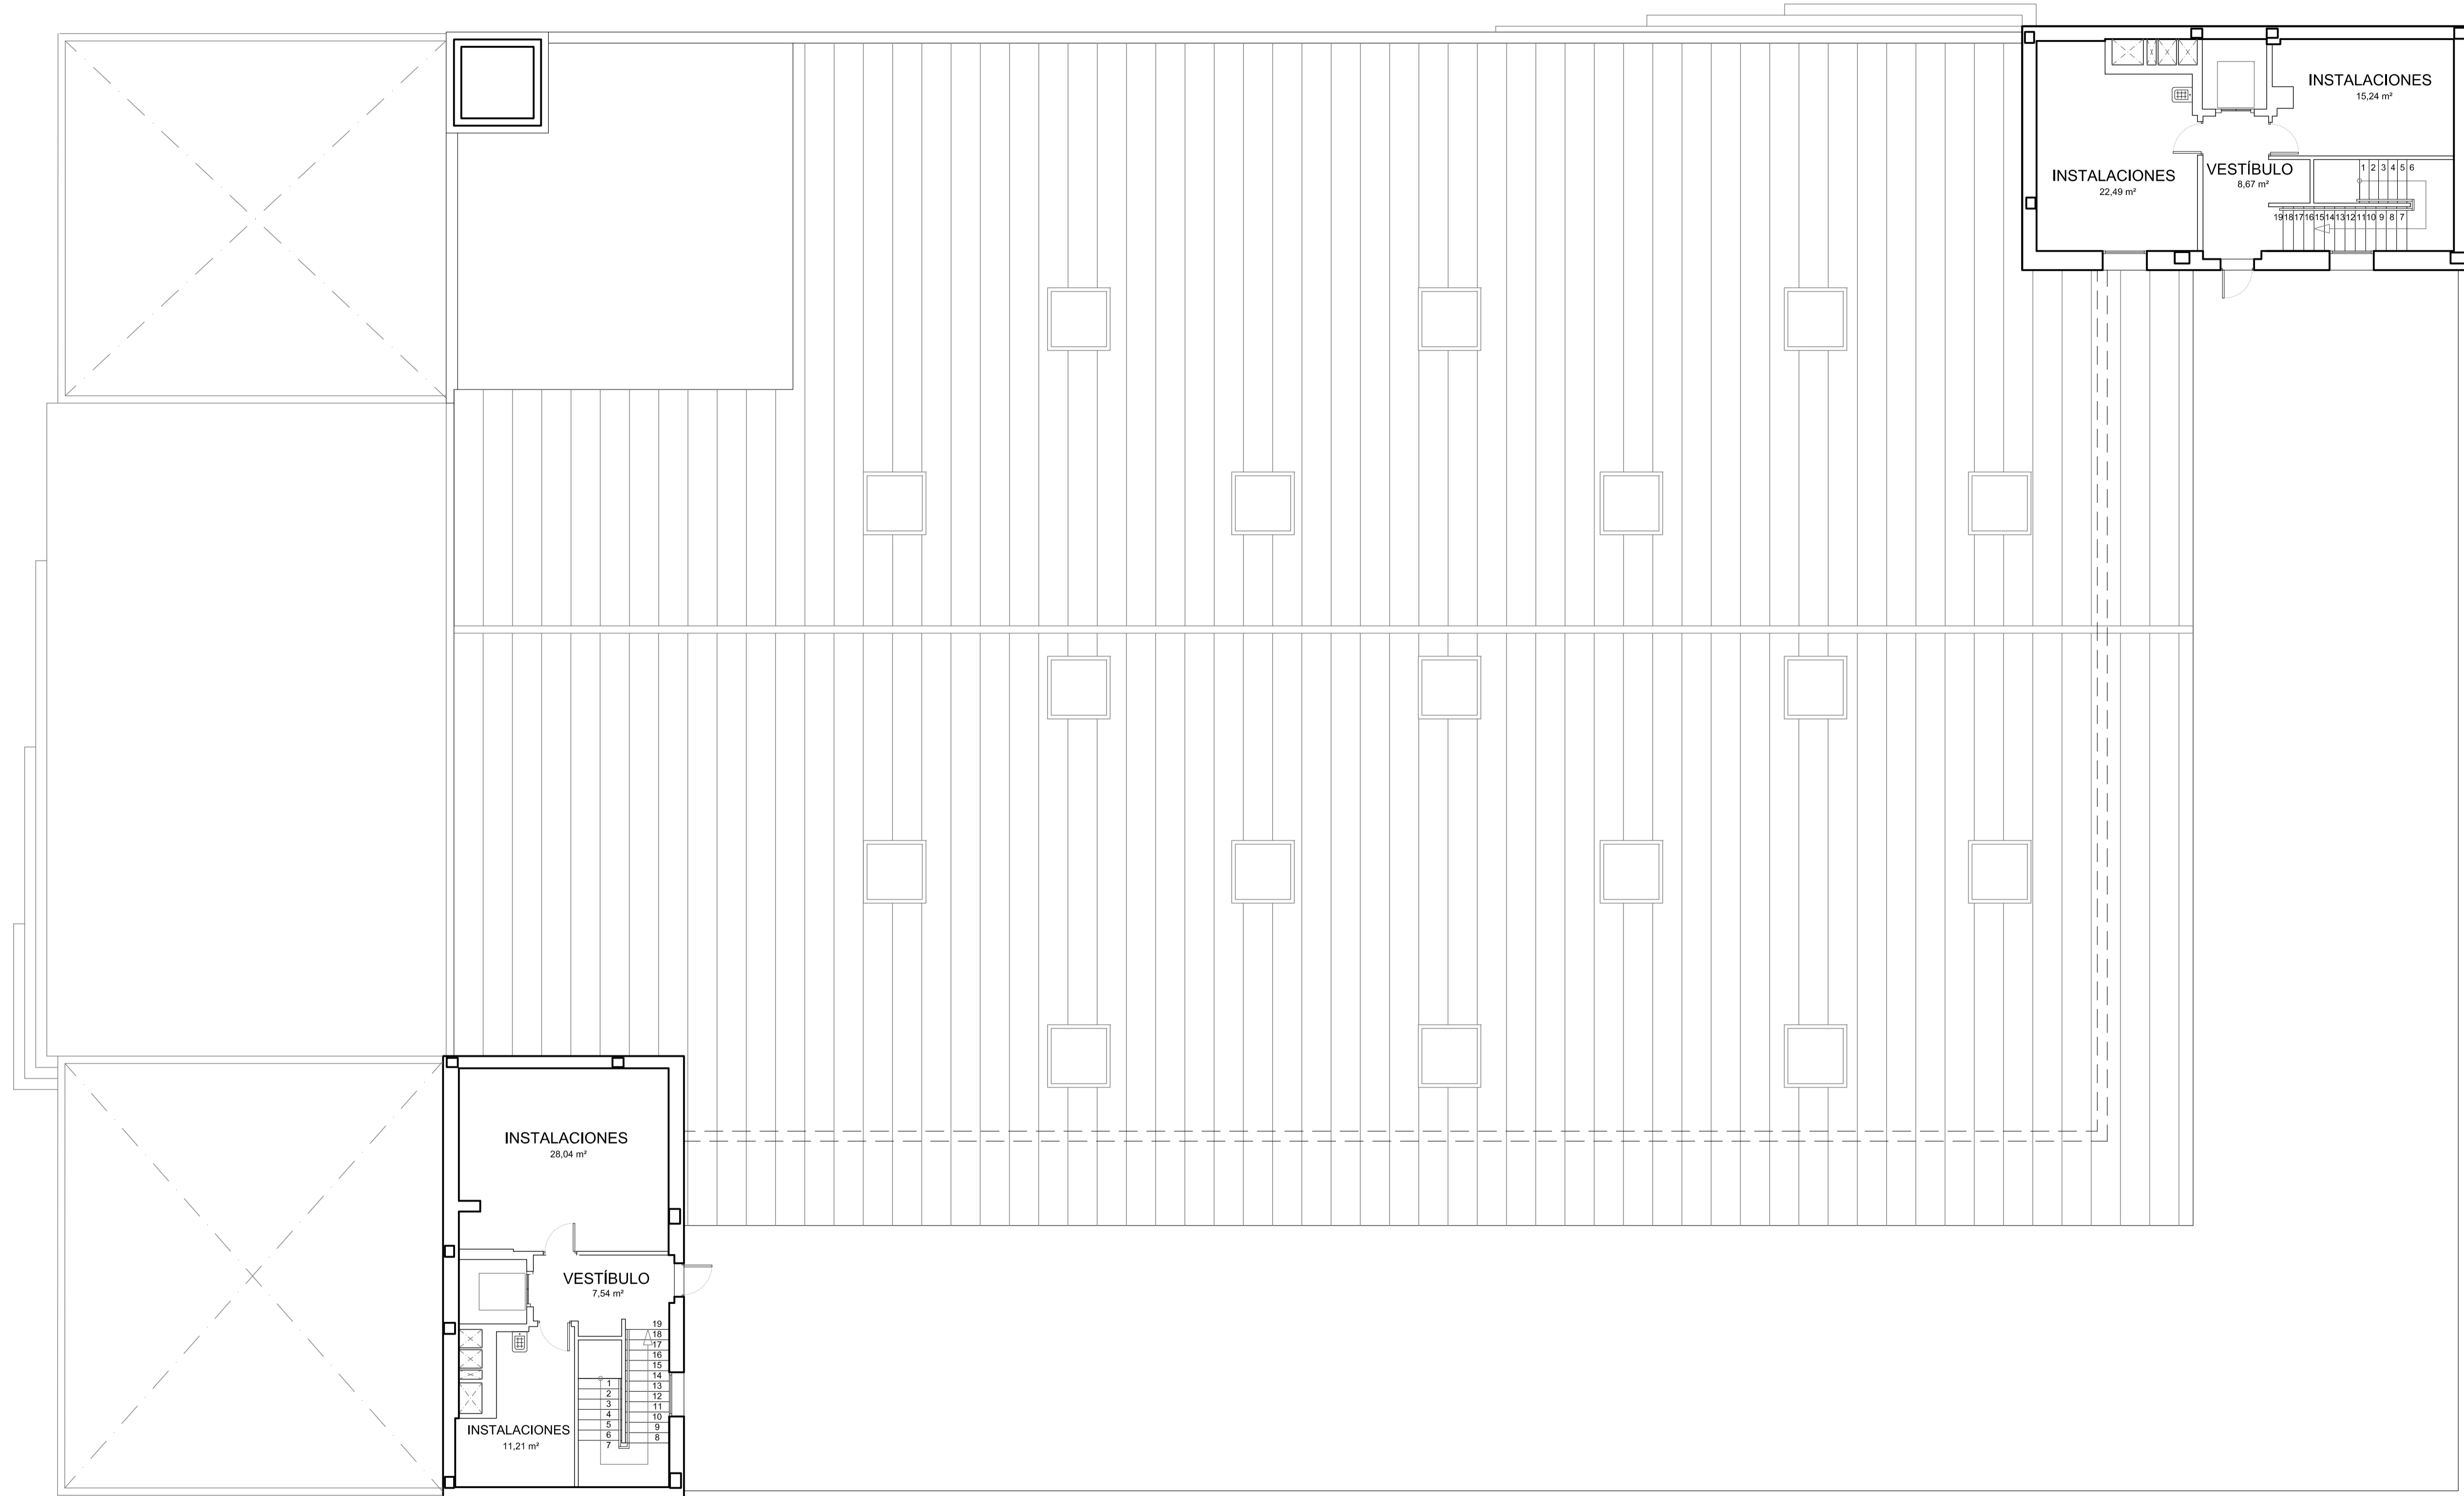 INSTALACIONES
15,24 m²
INSTALACIONES
22,49 m²
VESTÍBULO
8,67 m²
1 2 3 4 5 6
19 18 17 16 15 14 13 12 11 10 9 8 7
INSTALACIONES
28,04 m²
VESTÍBULO
7,54 m²
19
18
17
16
15
14
13
12
11
10
9
8
1
2
3
4
5
6
7
INSTALACIONES
11,21 m²